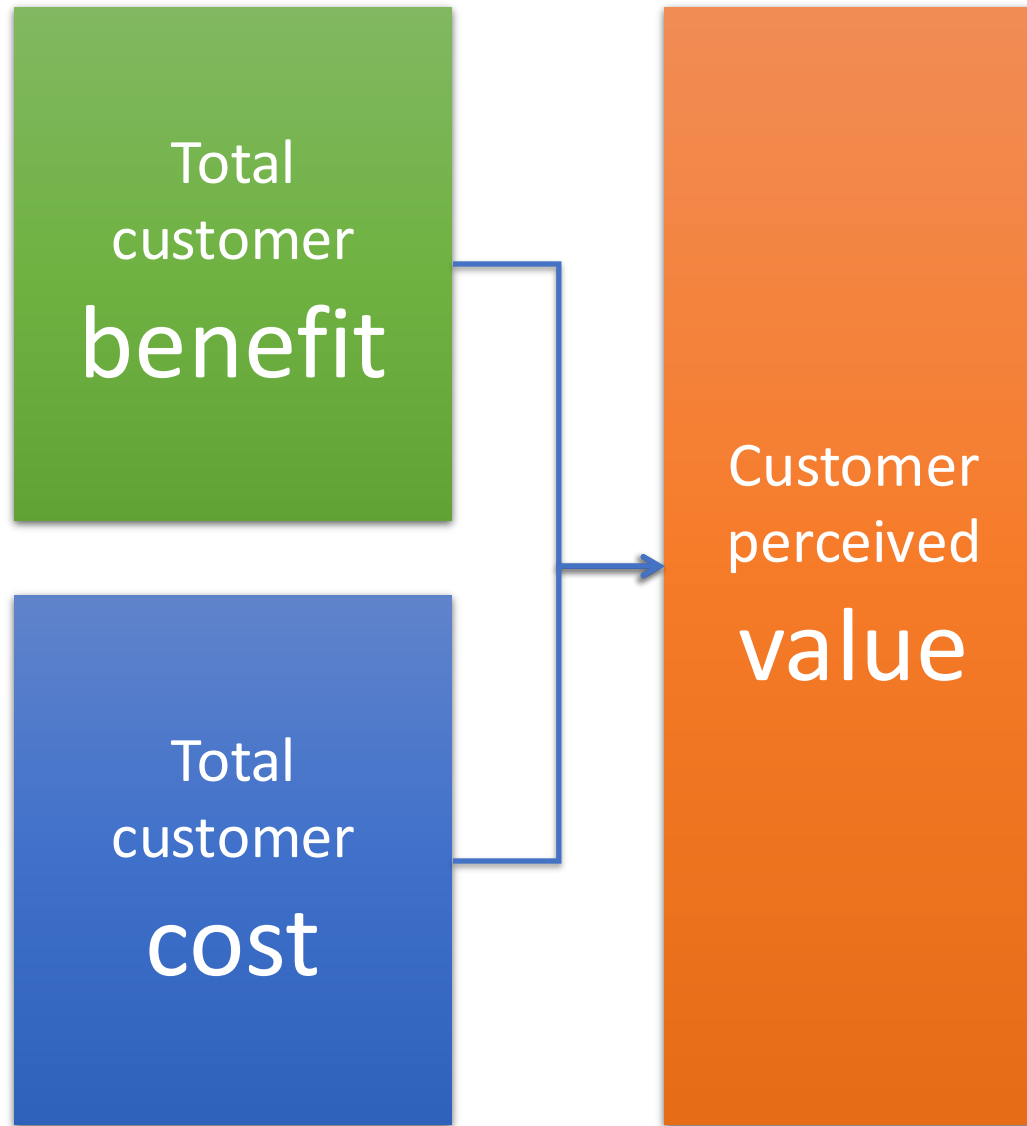 Total
customer
benefit
Total
customer
cost
Customer
perceived
value